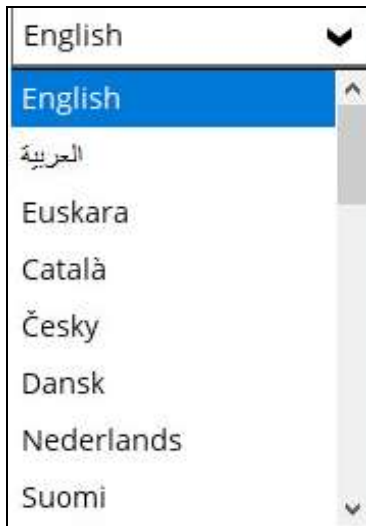 English
English
العربية
Euskara
Català
Česky
Dansk
Nederlands
Suomi